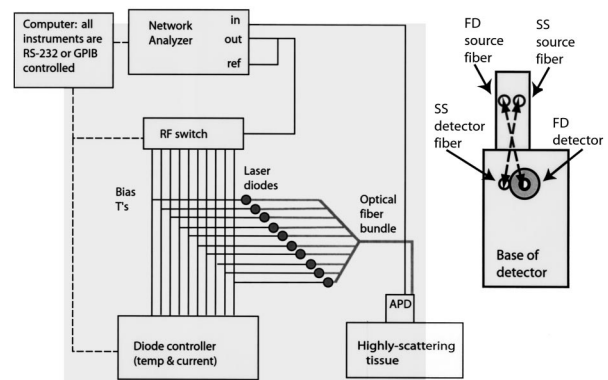 Computer: all
instruments are
RS-232 or GPIB
controlled
Network
Analyzer
in
out
ref
RF switch
Bias
T's
Laser
diodes
Optical
fiber
bundle
APD
Diode controller
(temp & current)
Highly-scattering
tissue
FD
source
fiber
SS
source
fiber
SS
detector
fiber
FD
detector
Base of
detector